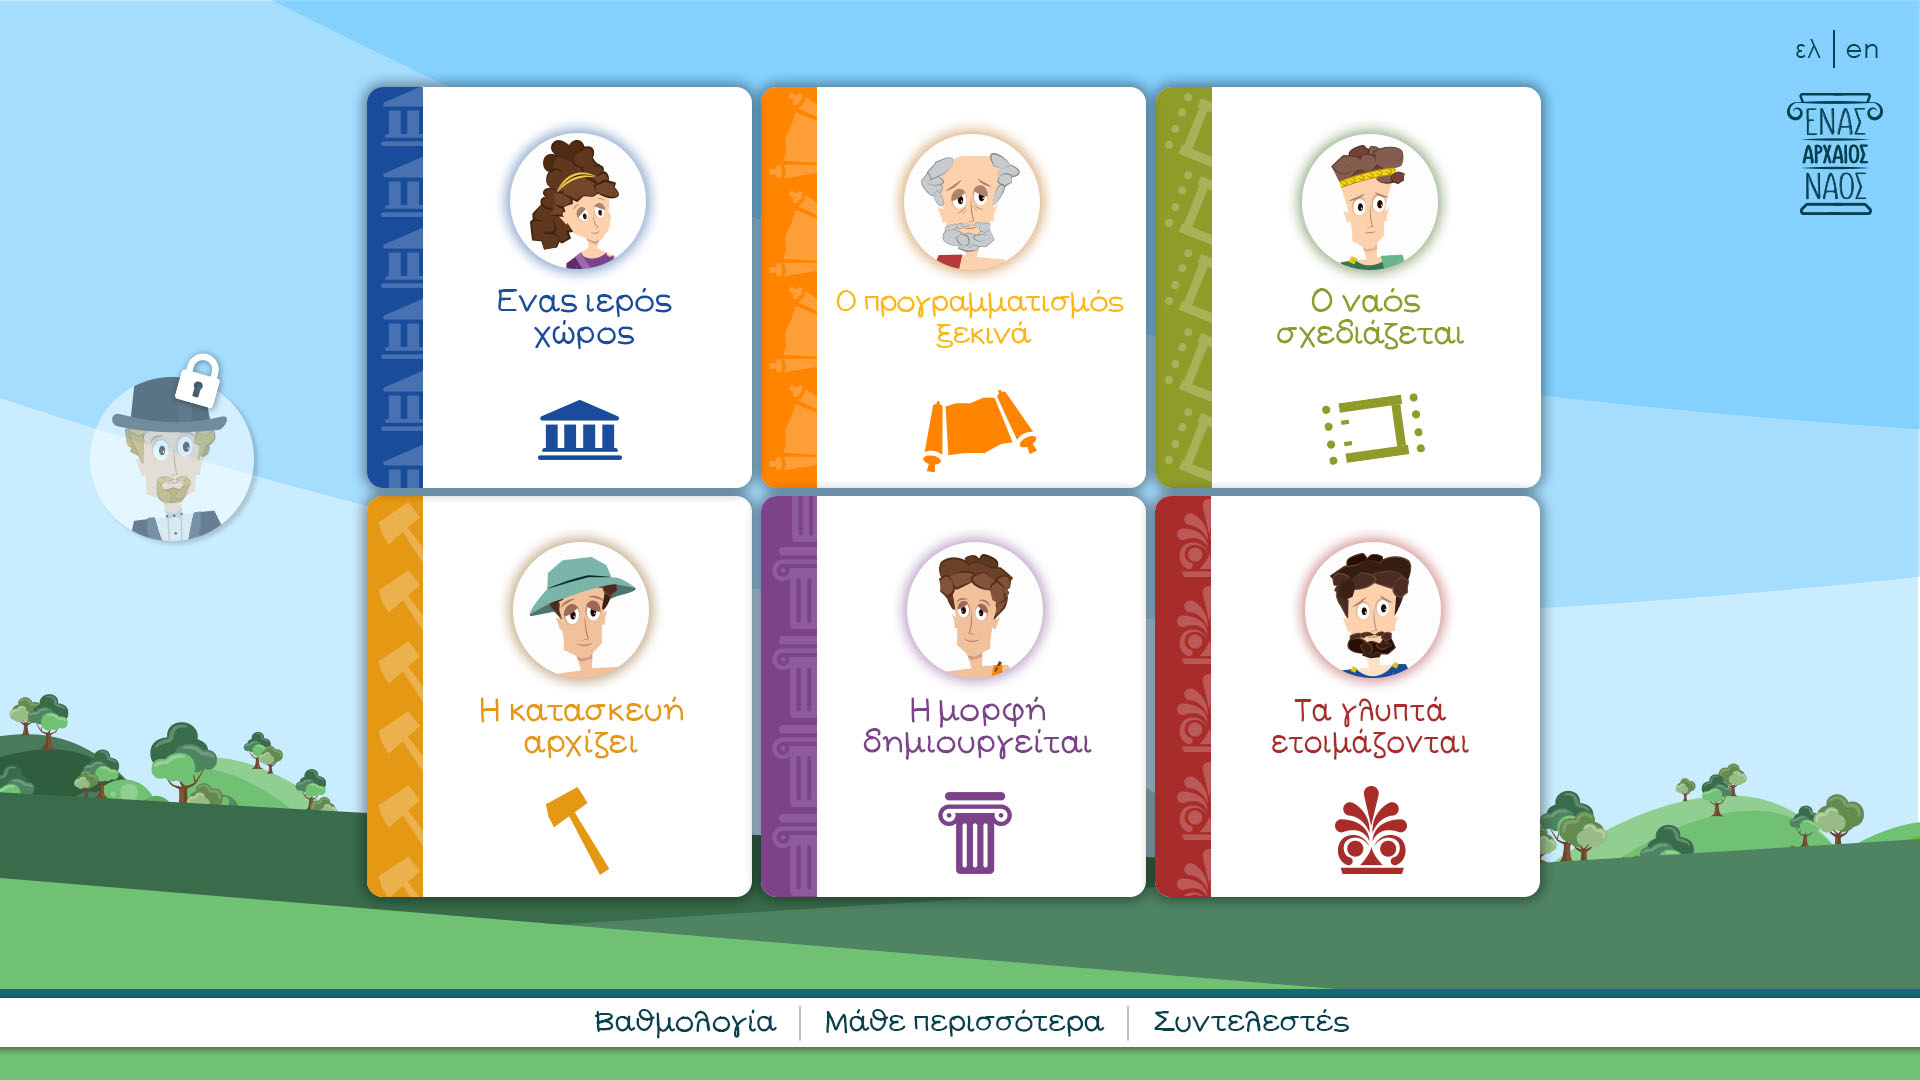 ελ | en
ΕΝΑΣ
ΑΡΧΑΙΟΣ
ΝΑΟΣ
Ενας ιερός
χώρος
Ο προγραμματισμός
ξεκινά
Ο ναός
σχεδιάζεται
Η κατασκευή
αρχίζει
Η μορφή
δημιουργείται
Τα γλυπτά
ετοιμάζονται
Βαθμολογία | Μάθε περισσότερα | Συντελεστές